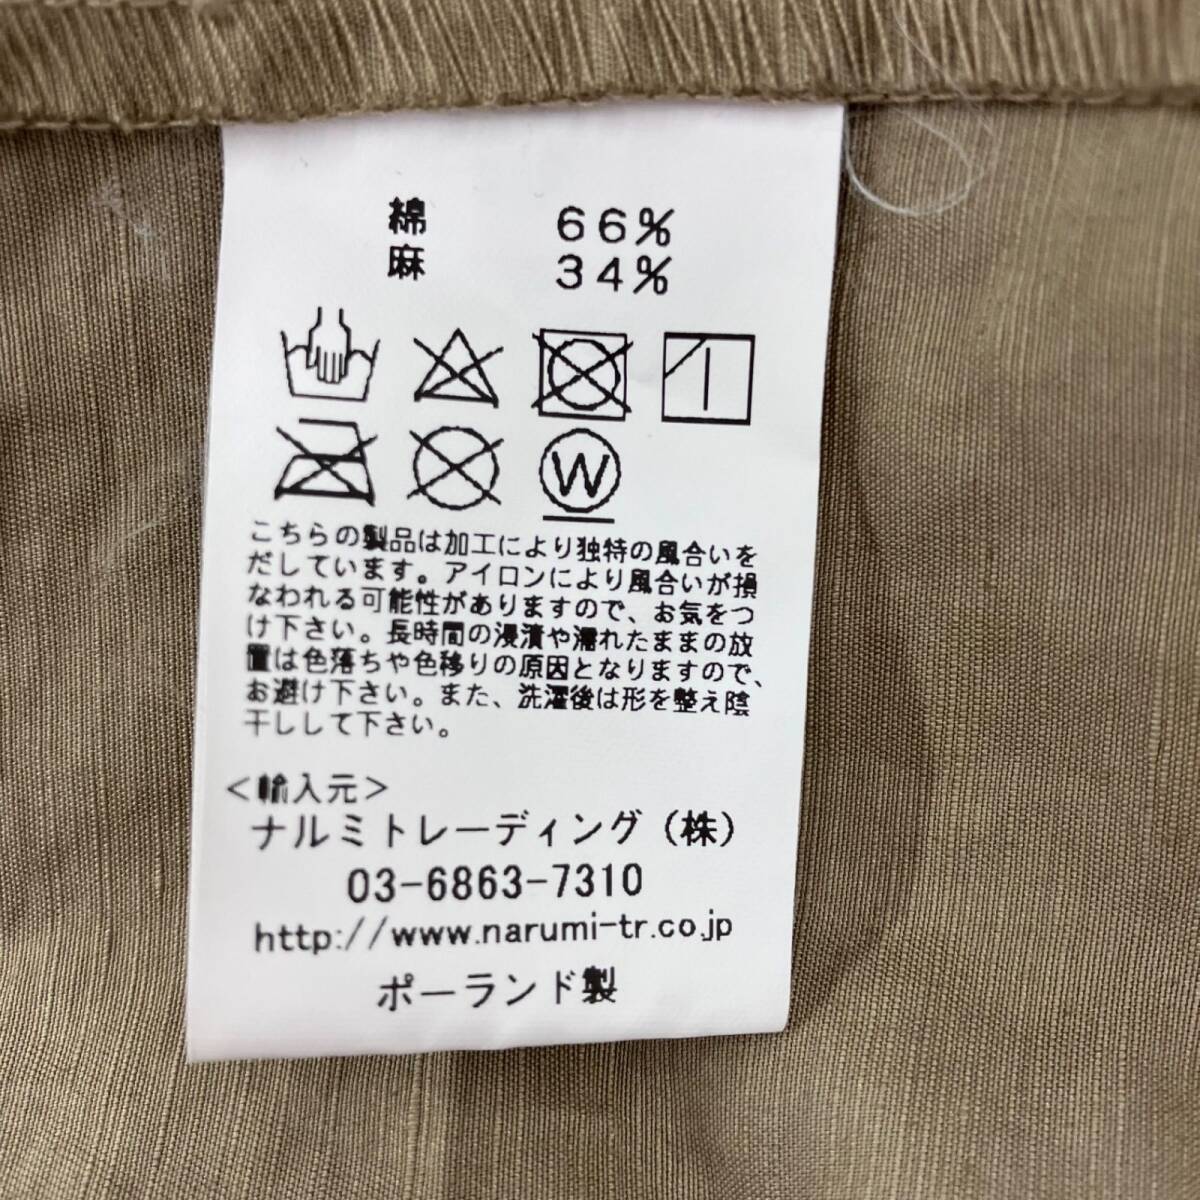 綿 66%
麻 34%
W
こちらの製品は加工により独特の風合いを
だしています。アイロンにより風合いが損
なわれる可能性がありますので、お気をつ
け下さい。長時間の浸漬や濡れたままの放
置は色落ちや色移りの原因となりますので、
お避け下さい。また、洗濯後は形を整え陰
干しして下さい。
<輸入元>
ナルミトレーディング(株)
03-6863-7310
http://www.narumi-tr.co.jp
ポーランド製